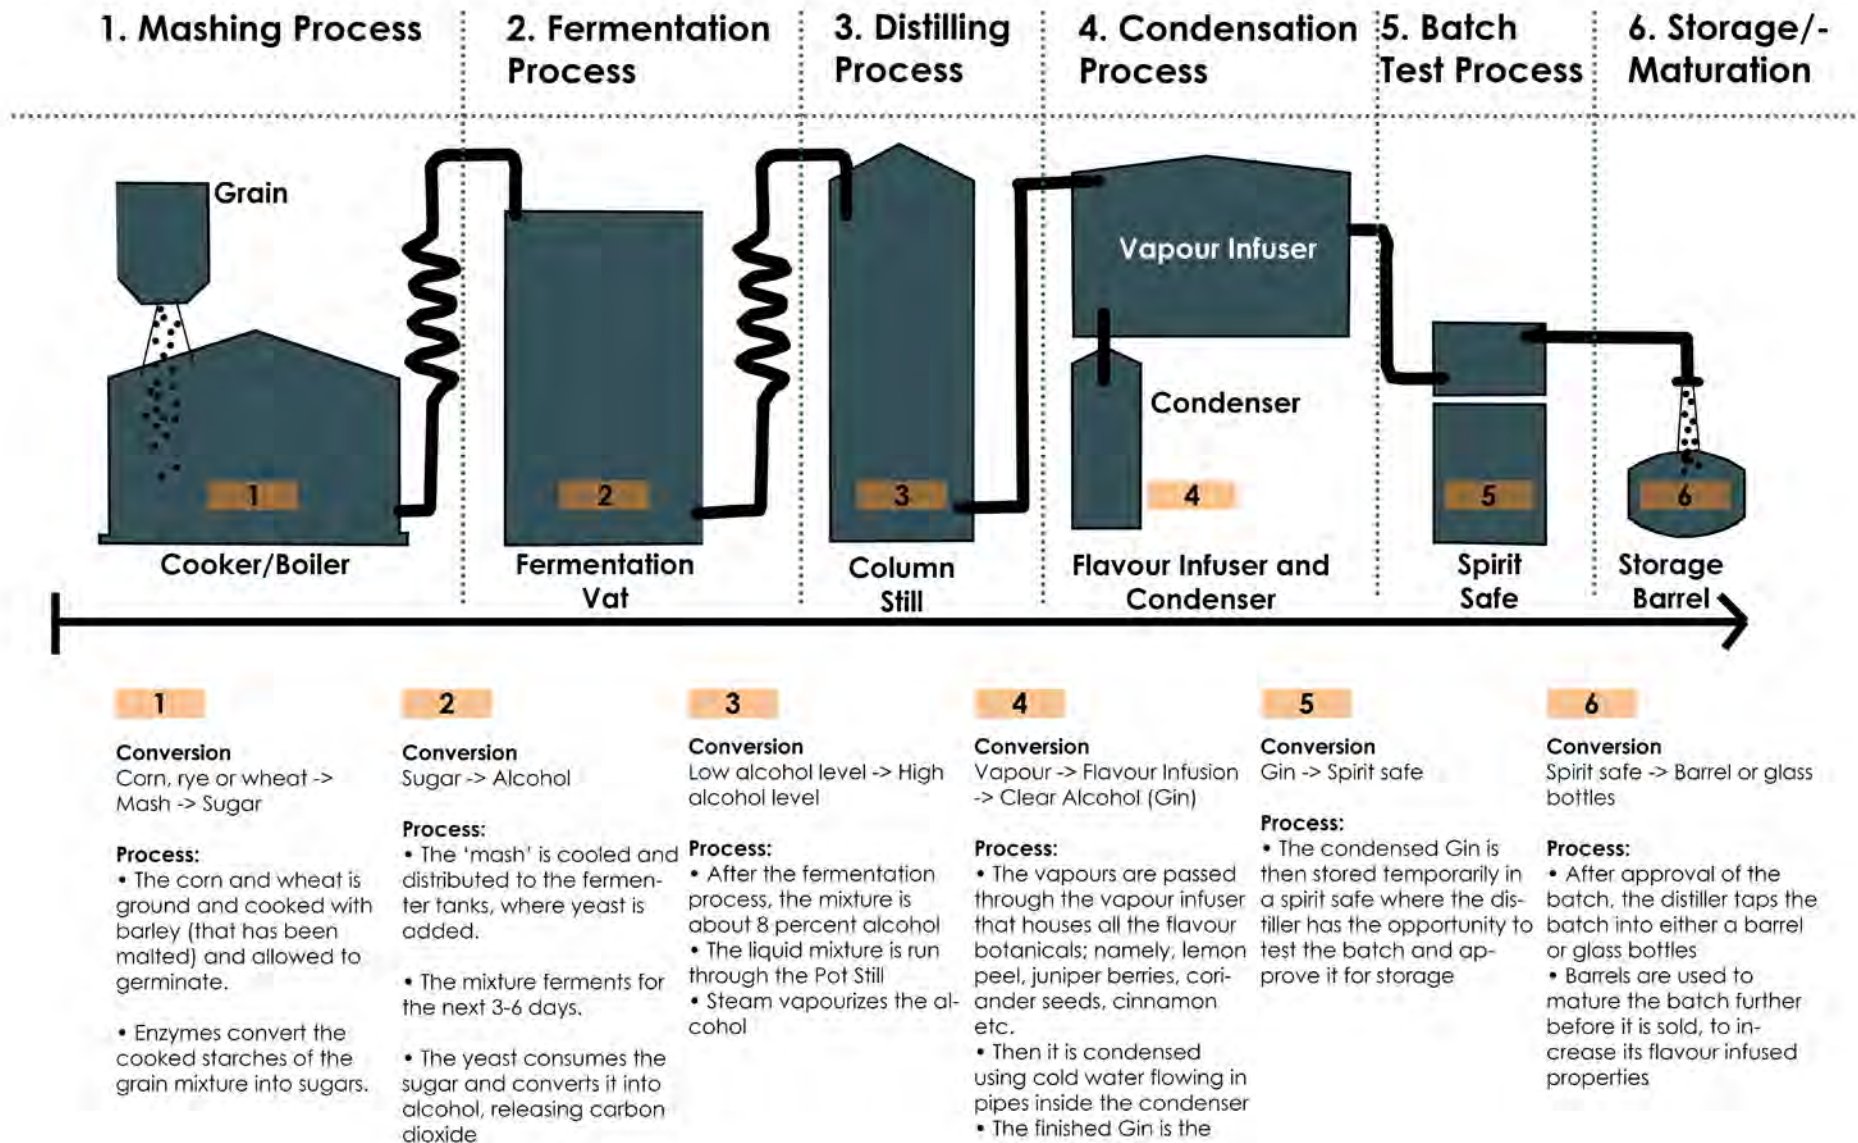 1. Mashing Process
2. Fermentation
Process
3. Distilling
Process
4. Condensation
Process
5. Batch
Test Process
6. Storage/-
Maturation
Grain
Vapour Infuser
Condenser
1
2
3
4
5
6
Cooker/Boiler
Fermentation
Vat
Column
Still
Flavour Infuser and
Condenser
Spirit
Safe
Storage
Barrel
1
Conversion
Corn, rye or wheat ->
Mash -> Sugar
Process:
• The corn and wheat is
ground and cooked with
barley (that has been
malted) and allowed to
germinate.
• Enzymes convert the
cooked starches of the
grain mixture into sugars.
2
Conversion
Sugar -> Alcohol
Process:
• The ‘mash’ is cooled and
distributed to the fermen-
ter tanks, where yeast is
added.
• The mixture ferments for
the next 3-6 days.
• The yeast consumes the
sugar and converts it into
alcohol, releasing carbon
dioxide
3
Conversion
Low alcohol level -> High
alcohol level
Process:
• After the fermentation
process, the mixture is
about 8 percent alcohol
• The liquid mixture is run
through the Pot Still
• Steam vapourizes the al-
cohol
4
Conversion
Vapour -> Flavour Infusion
-> Clear Alcohol (Gin)
Process:
• The vapours are passed
through the vapour infuser
that houses all the flavour
botanicals; namely, lemon
peel, juniper berries, cori-
ander seeds, cinnamon
etc.
• Then it is condensed
using cold water flowing in
pipes inside the condenser
• The finished Gin is the
5
Conversion
Gin -> Spirit safe
Process:
• The condensed Gin is
then stored temporarily in
a spirit safe where the dis-
tiller has the opportunity to
test the batch and ap-
prove it for storage
6
Conversion
Spirit safe -> Barrel or glass
bottles
Process:
• After approval of the
batch, the distiller taps the
batch into either a barrel
or glass bottles
• Barrels are used to
mature the batch further
before it is sold, to in-
crease its flavour infused
properties